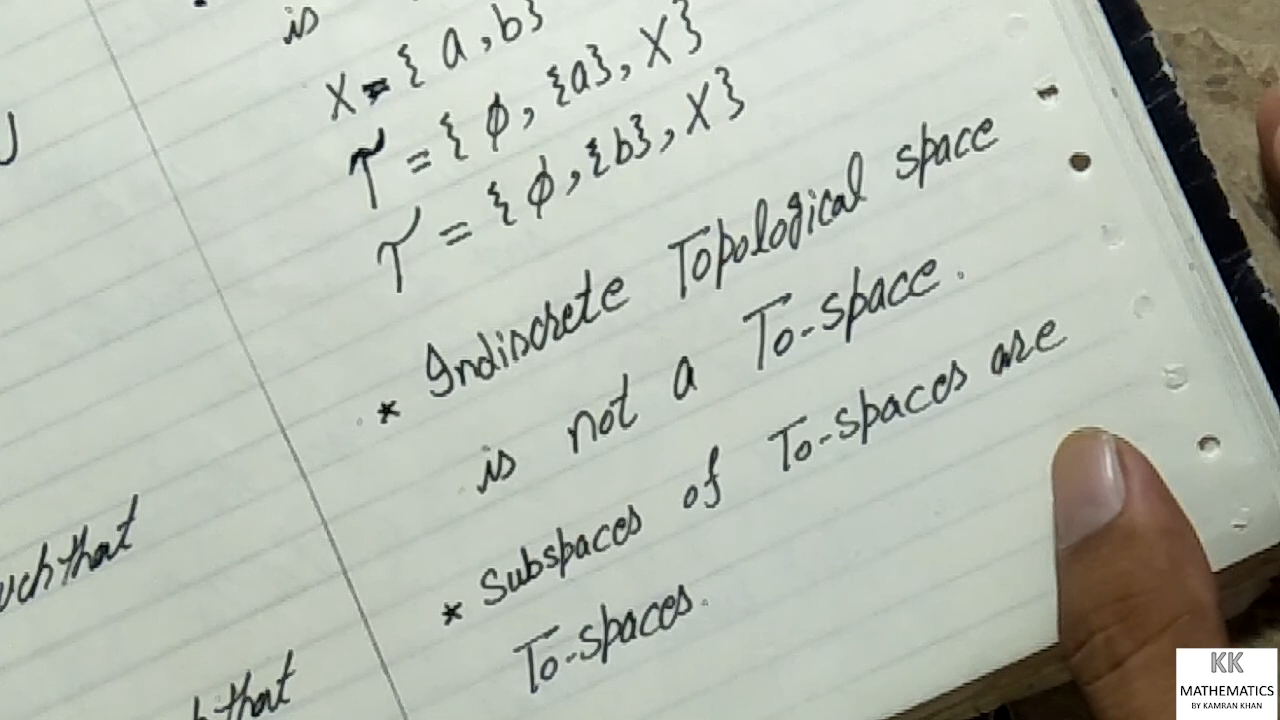 is
X = { a , b }
τ = { ϕ , {a} , X }
τ = { ϕ , {b} , X }
* Indiscrete Topological space
is not a To-space.
* Subspaces of To-spaces are
To-spaces.
uch that
h that
KK
MATHEMATICS
BY KAMRAN KHAN